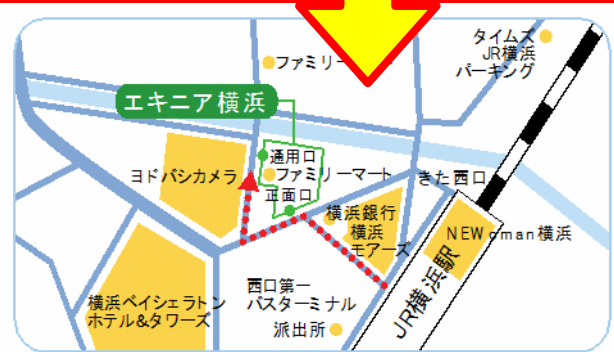 タイムズ
JR横浜
パーキング
ファミリー
エキニア横浜
通用口
ファミリーマート
ヨドバシカメラ
きた西口
正面口
横浜銀行
横浜
モアーズ
NEWoman横浜
JR横浜駅
西口第一
バスターミナル
横浜ベイシェラトン
ホテル&タワーズ
派出所